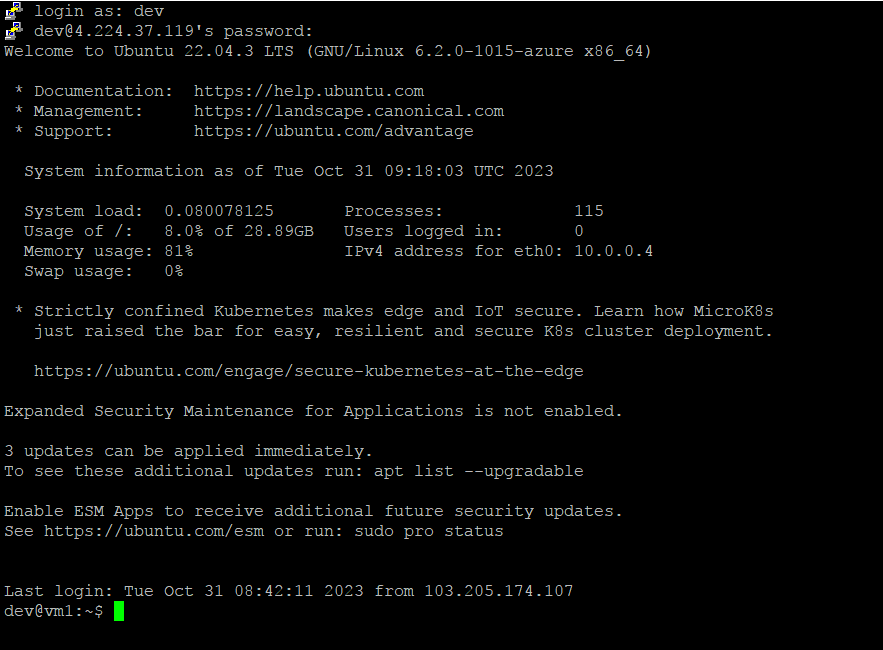 login as: dev
dev@4.224.37.119's password:
Welcome to Ubuntu 22.04.3 LTS (GNU/Linux 6.2.0-1015-azure x86_64)
* Documentation:  https://help.ubuntu.com
* Management:     https://landscape.canonical.com
* Support:        https://ubuntu.com/advantage
System information as of Tue Oct 31 09:18:03 UTC 2023
System load:  0.080078125       Processes:             115
Usage of /:   8.0% of 28.89GB   Users logged in:       0
Memory usage: 81%               IPv4 address for eth0: 10.0.0.4
Swap usage:   0%
* Strictly confined Kubernetes makes edge and IoT secure. Learn how MicroK8s
just raised the bar for easy, resilient and secure K8s cluster deployment.
https://ubuntu.com/engage/secure-kubernetes-at-the-edge
Expanded Security Maintenance for Applications is not enabled.
3 updates can be applied immediately.
To see these additional updates run: apt list --upgradable
Enable ESM Apps to receive additional future security updates.
See https://ubuntu.com/esm or run: sudo pro status
Last login: Tue Oct 31 08:42:11 2023 from 103.205.174.107
dev@vm1:~$